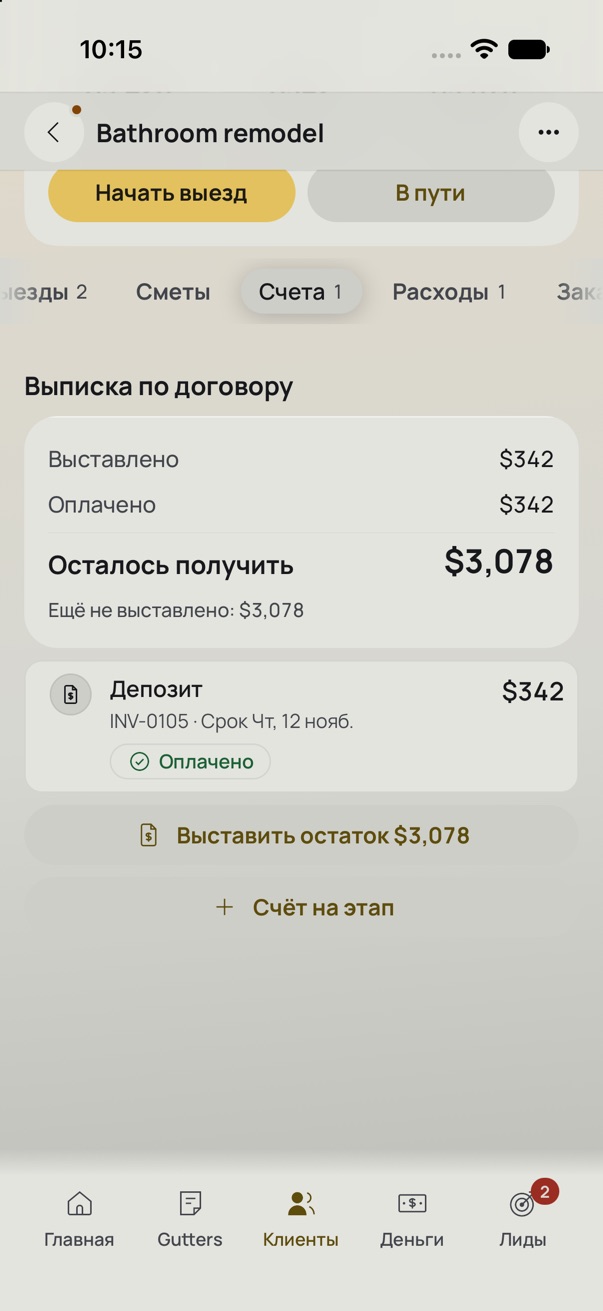 10:15
Bathroom remodel
Начать выезд
В пути
2
Сметы
Счета 1
Расходы 1
Выписка по договору
Выставлено $342
Оплачено $342
Осталось получить $3,078
Ещё не выставлено: $3,078
Депозит $342
INV-0105 · Срок Чт, 12 нояб.
Оплачено
Выставить остаток $3,078
+ Счёт на этап
2
Главная
Gutters
Клиенты
Деньги
Лиды